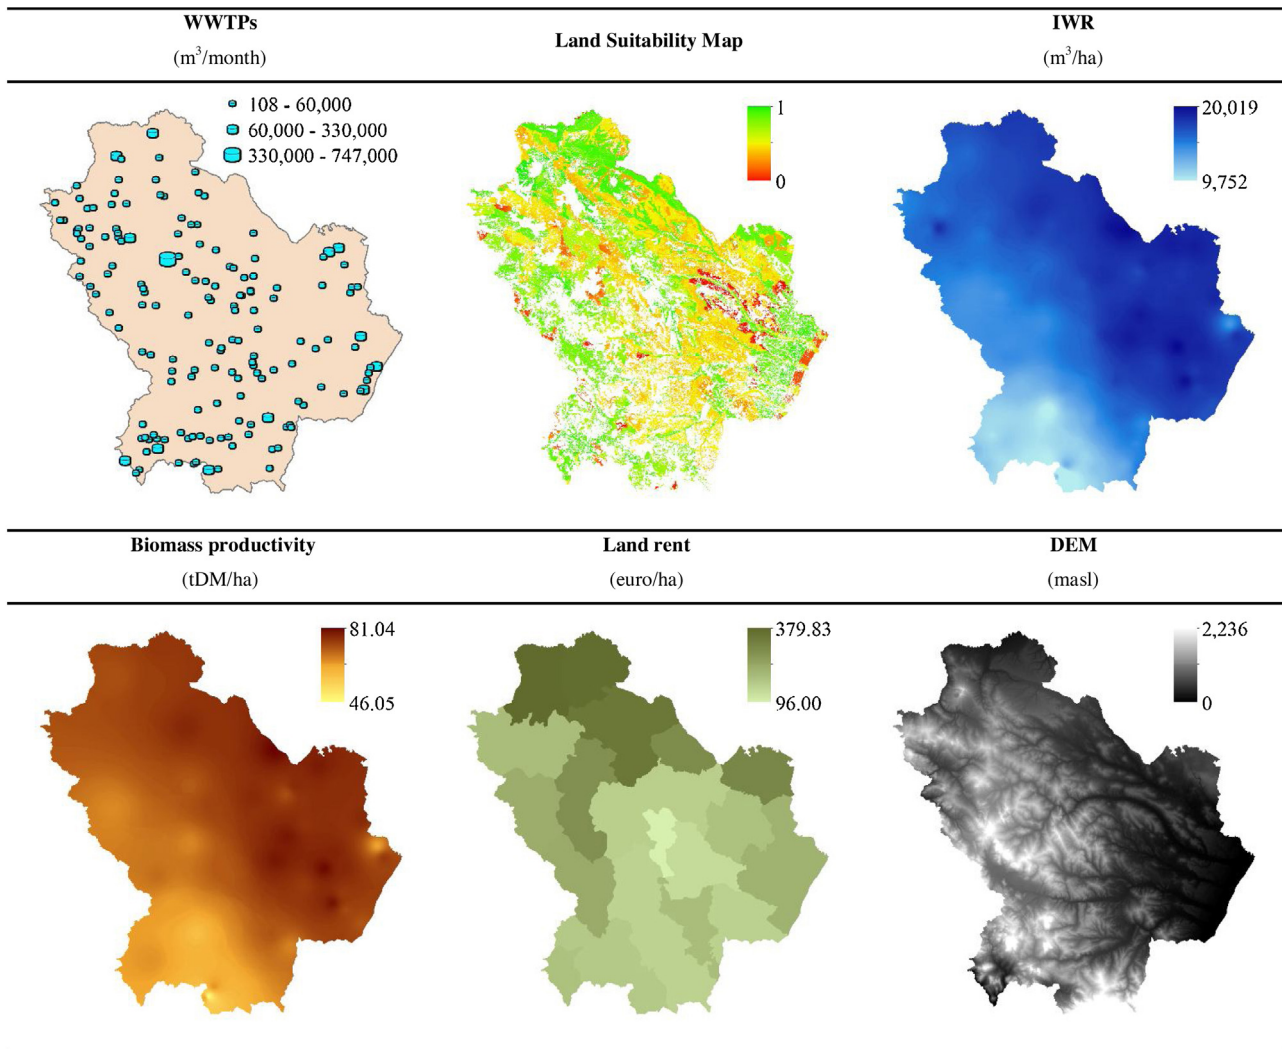 WWTPs
(m³/month)
Land Suitability Map
IWR
(m³/ha)
108 - 60,000
60,000 - 330,000
330,000 - 747,000
1
0
20,019
9,752
Biomass productivity
(tDM/ha)
Land rent
(euro/ha)
DEM
(masl)
81.04
46.05
379.83
96.00
2,236
0